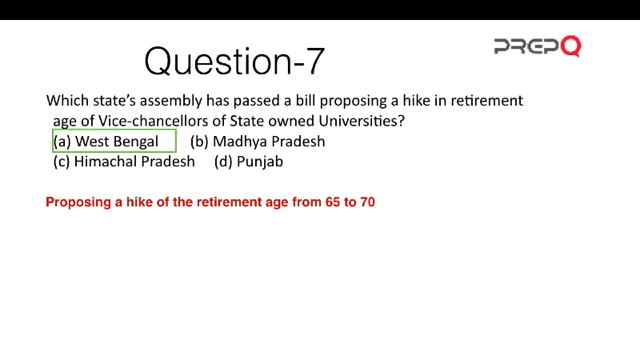 PREPQ
Question-7
Which state's assembly has passed a bill proposing a hike in retirement
age of Vice-chancellors of State owned Universities?
(a) West Bengal (b) Madhya Pradesh
(c) Himachal Pradesh (d) Punjab
Proposing a hike of the retirement age from 65 to 70